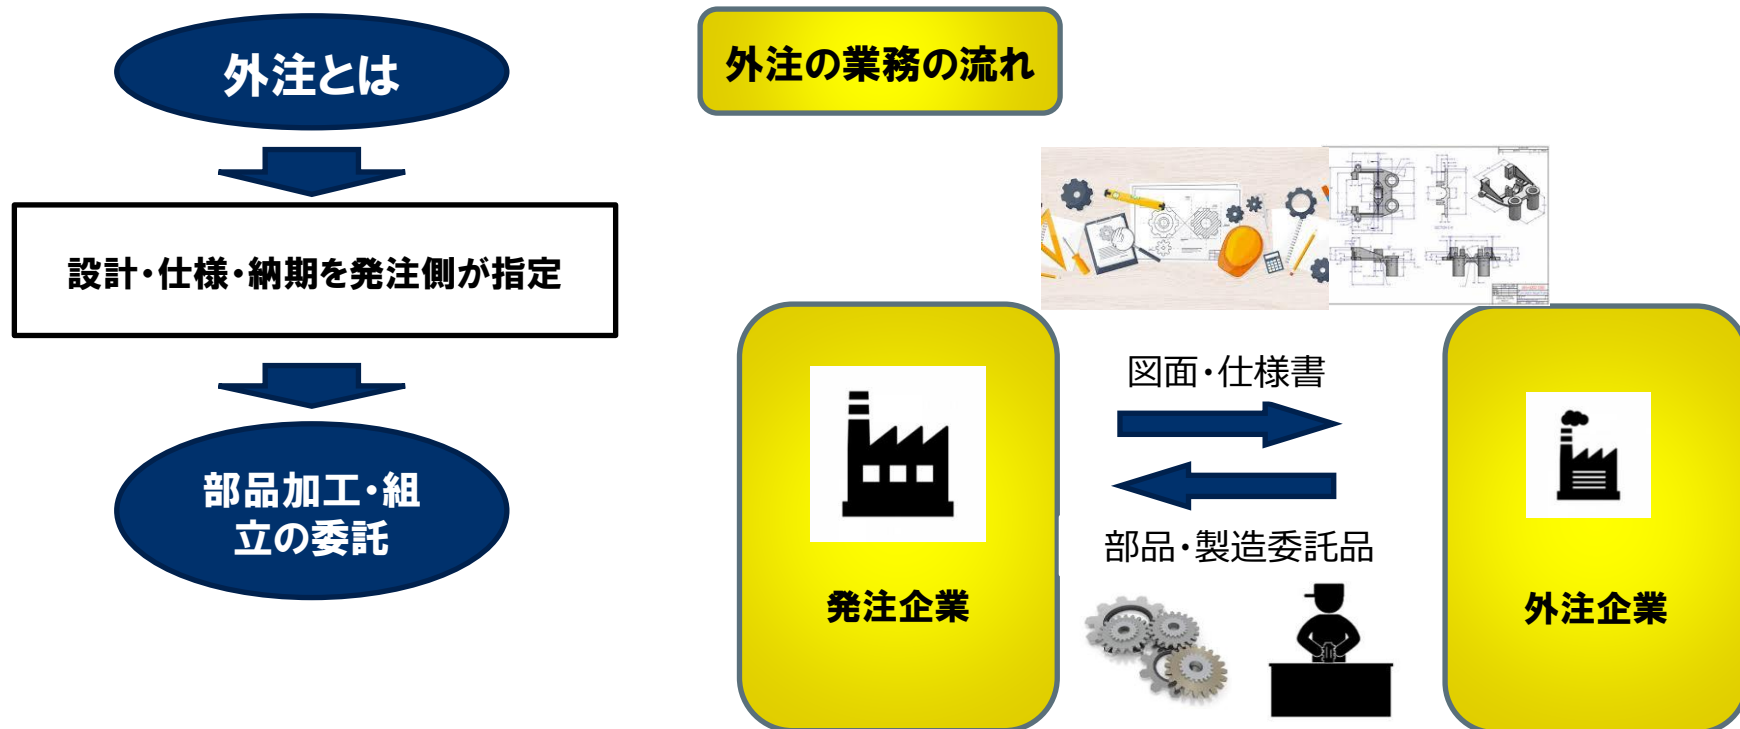 外注とは
設計・仕様・納期を発注側が指定
部品加工・組
立の委託
外注の業務の流れ
図面・仕様書
部品・製造委託品
発注企業
外注企業